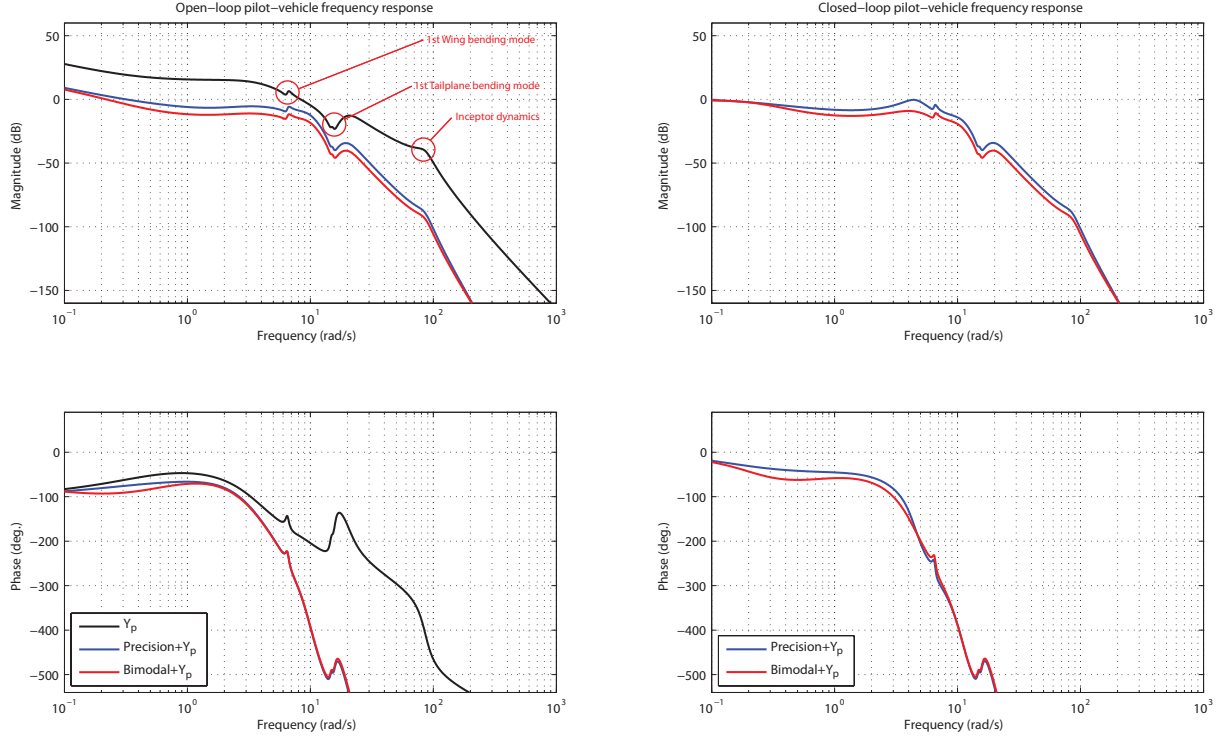 Open−loop pilot−vehicle frequency response
50
0
−50
−100
−150
Magnitude (dB)
1st Wing bending mode
1st Tailplane bending mode
Inceptor dynamics
10−1
100
101
102
103
Frequency (rad/s)
Closed−loop pilot−vehicle frequency response
50
0
−50
−100
−150
Magnitude (dB)
10−1
100
101
102
103
Frequency (rad/s)
0
−100
−200
−300
−400
−500
Phase (deg.)
Yp
Precision+Yp
Bimodal+Yp
10−1
100
101
102
103
Frequency (rad/s)
0
−100
−200
−300
−400
−500
Phase (deg.)
Precision+Yp
Bimodal+Yp
10−1
100
101
102
103
Frequency (rad/s)